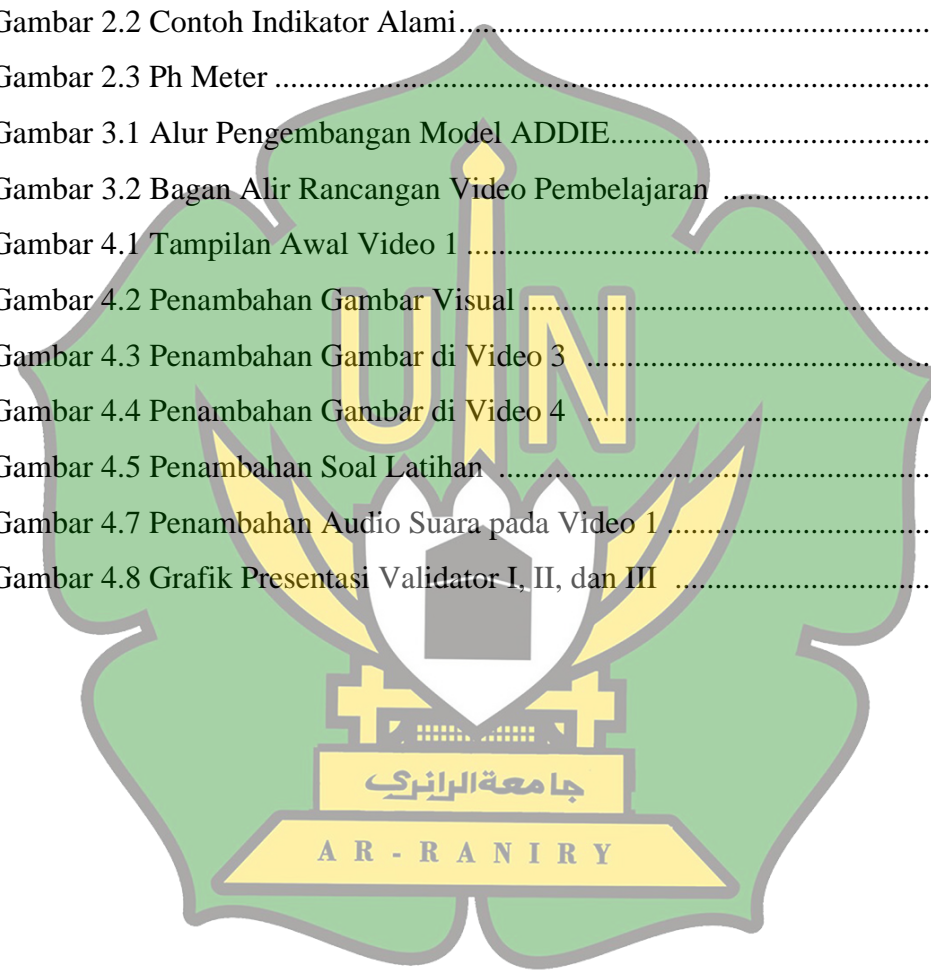 Gambar 2.2 Contoh Indikator Alami..........................................................
Gambar 2.3 Ph Meter ................................................................................
Gambar 3.1 Alur Pengembangan Model ADDIE.......................................
Gambar 3.2 Bagan Alir Rancangan Video Pembelajaran .........................
Gambar 4.1 Tampilan Awal Video 1 .........................................................
Gambar 4.2 Penambahan Gambar Visual ..................................................
Gambar 4.3 Penambahan Gambar di Video 3 ..........................................
Gambar 4.4 Penambahan Gambar di Video 4 ..........................................
Gambar 4.5 Penambahan Soal Latihan .....................................................
Gambar 4.7 Penambahan Audio Suara pada Video 1 ................................
Gambar 4.8 Grafik Presentasi Validator I, II, dan III ...............................
UIN
جامعةالرانري
AR-RANIRY